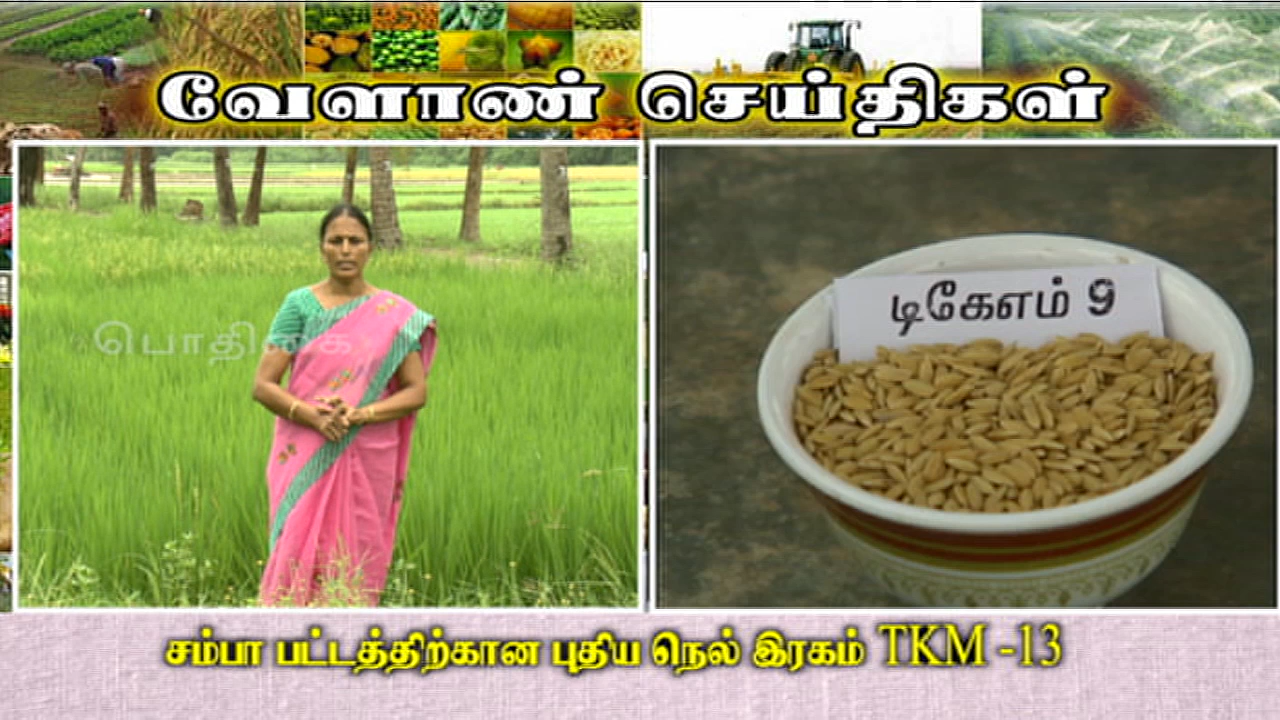 வேளாண் செய்திகள்
பொதிகை
டிகேஎம் 9
சம்பா பட்டத்திற்கான புதிய நெல் இரகம் TKM -13